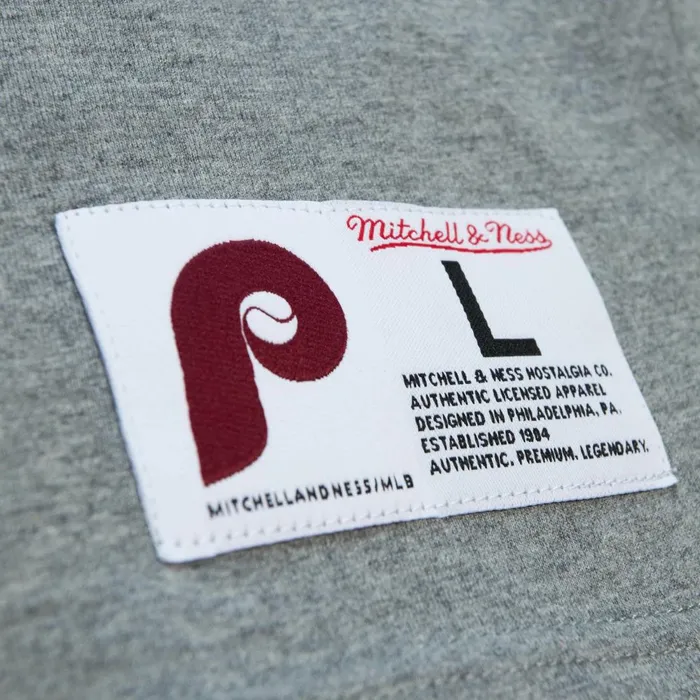 Mitchell & Ness
P
L
MITCHELL & NESS NOSTALGIA CO.
AUTHENTIC LICENSED APPAREL
DESIGNED IN PHILADELPHIA, PA.
ESTABLISHED 1904
AUTHENTIC. PREMIUM. LEGENDARY.
MITCHELLANDNESS/MLB